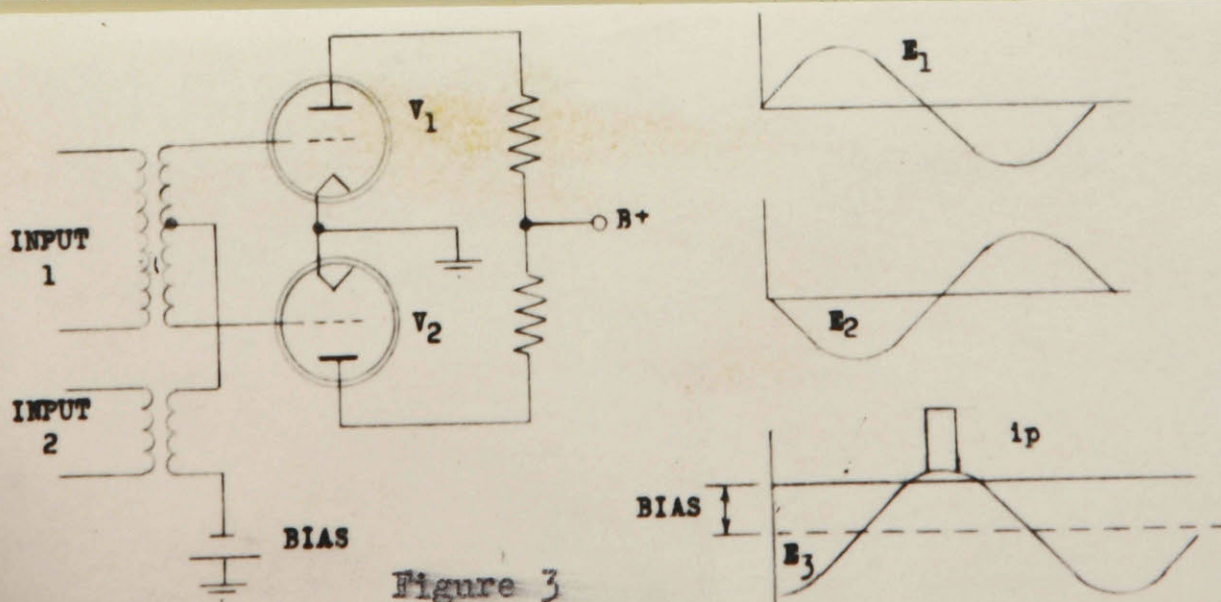 V1
E1
INPUT
1
B+
V2
E2
INPUT
2
ip
BIAS
BIAS
E3
Figure 3